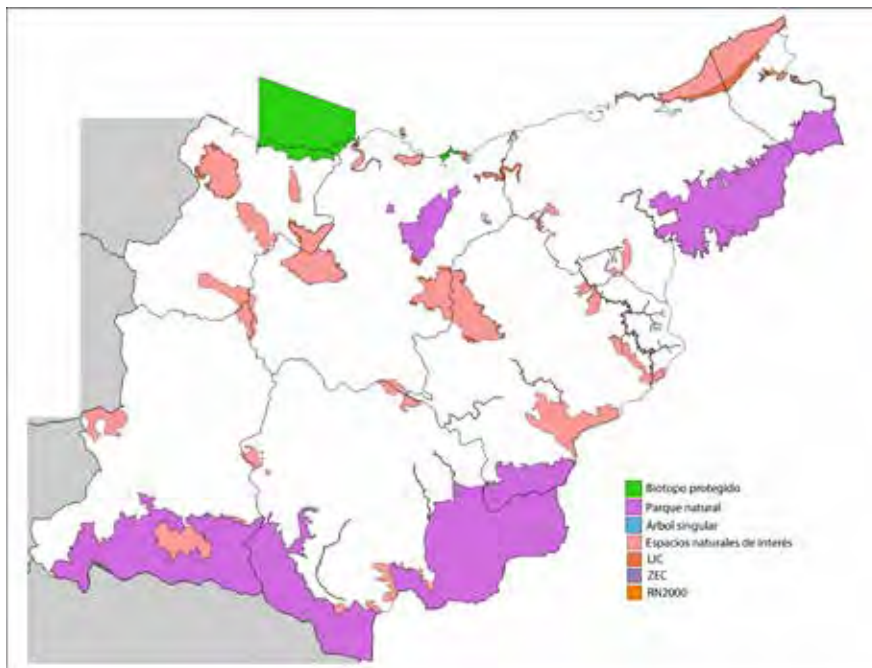 Biotopo protegido
Parque natural
Árbol singular
Espacios naturales de interés
LIC
ZEC
RN2000